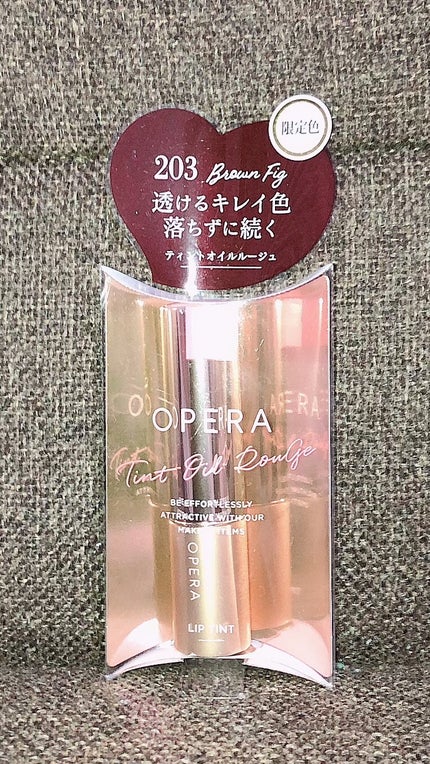 限定色
203 Brown Fig
透けるキレイ色
落ちずに続く
ティントオイルルージュ
OPERA
Tint Oil Rouge
BE EFFORTLESSLY
ATTRACTIVE WITH OUR
MAKEUP ITEMS
OPERA
LIP TINT